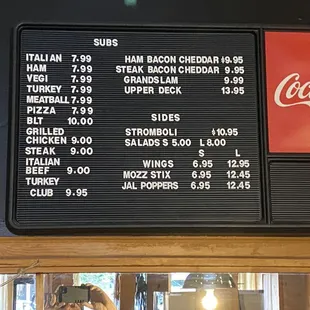 SUBS
ITALIAN 7.99
HAM 7.99
VEGI 7.99
TURKEY 7.99
MEATBALL 7.99
PIZZA 7.99
BLT 10.00
GRILLED
CHICKEN 9.00
STEAK 9.00
ITALIAN
BEEF 9.00
TURKEY
CLUB 9.95
HAM BACON CHEDDAR $9.95
STEAK BACON CHEDDAR 9.95
GRANDSLAM 9.99
UPPER DECK 13.95
SIDES
STROMBOLI $10.95
SALADS S 5.00 L 8.00
S L
WINGS 6.95 12.95
MOZZ STIX 6.95 12.45
JAL POPPERS 6.95 12.45